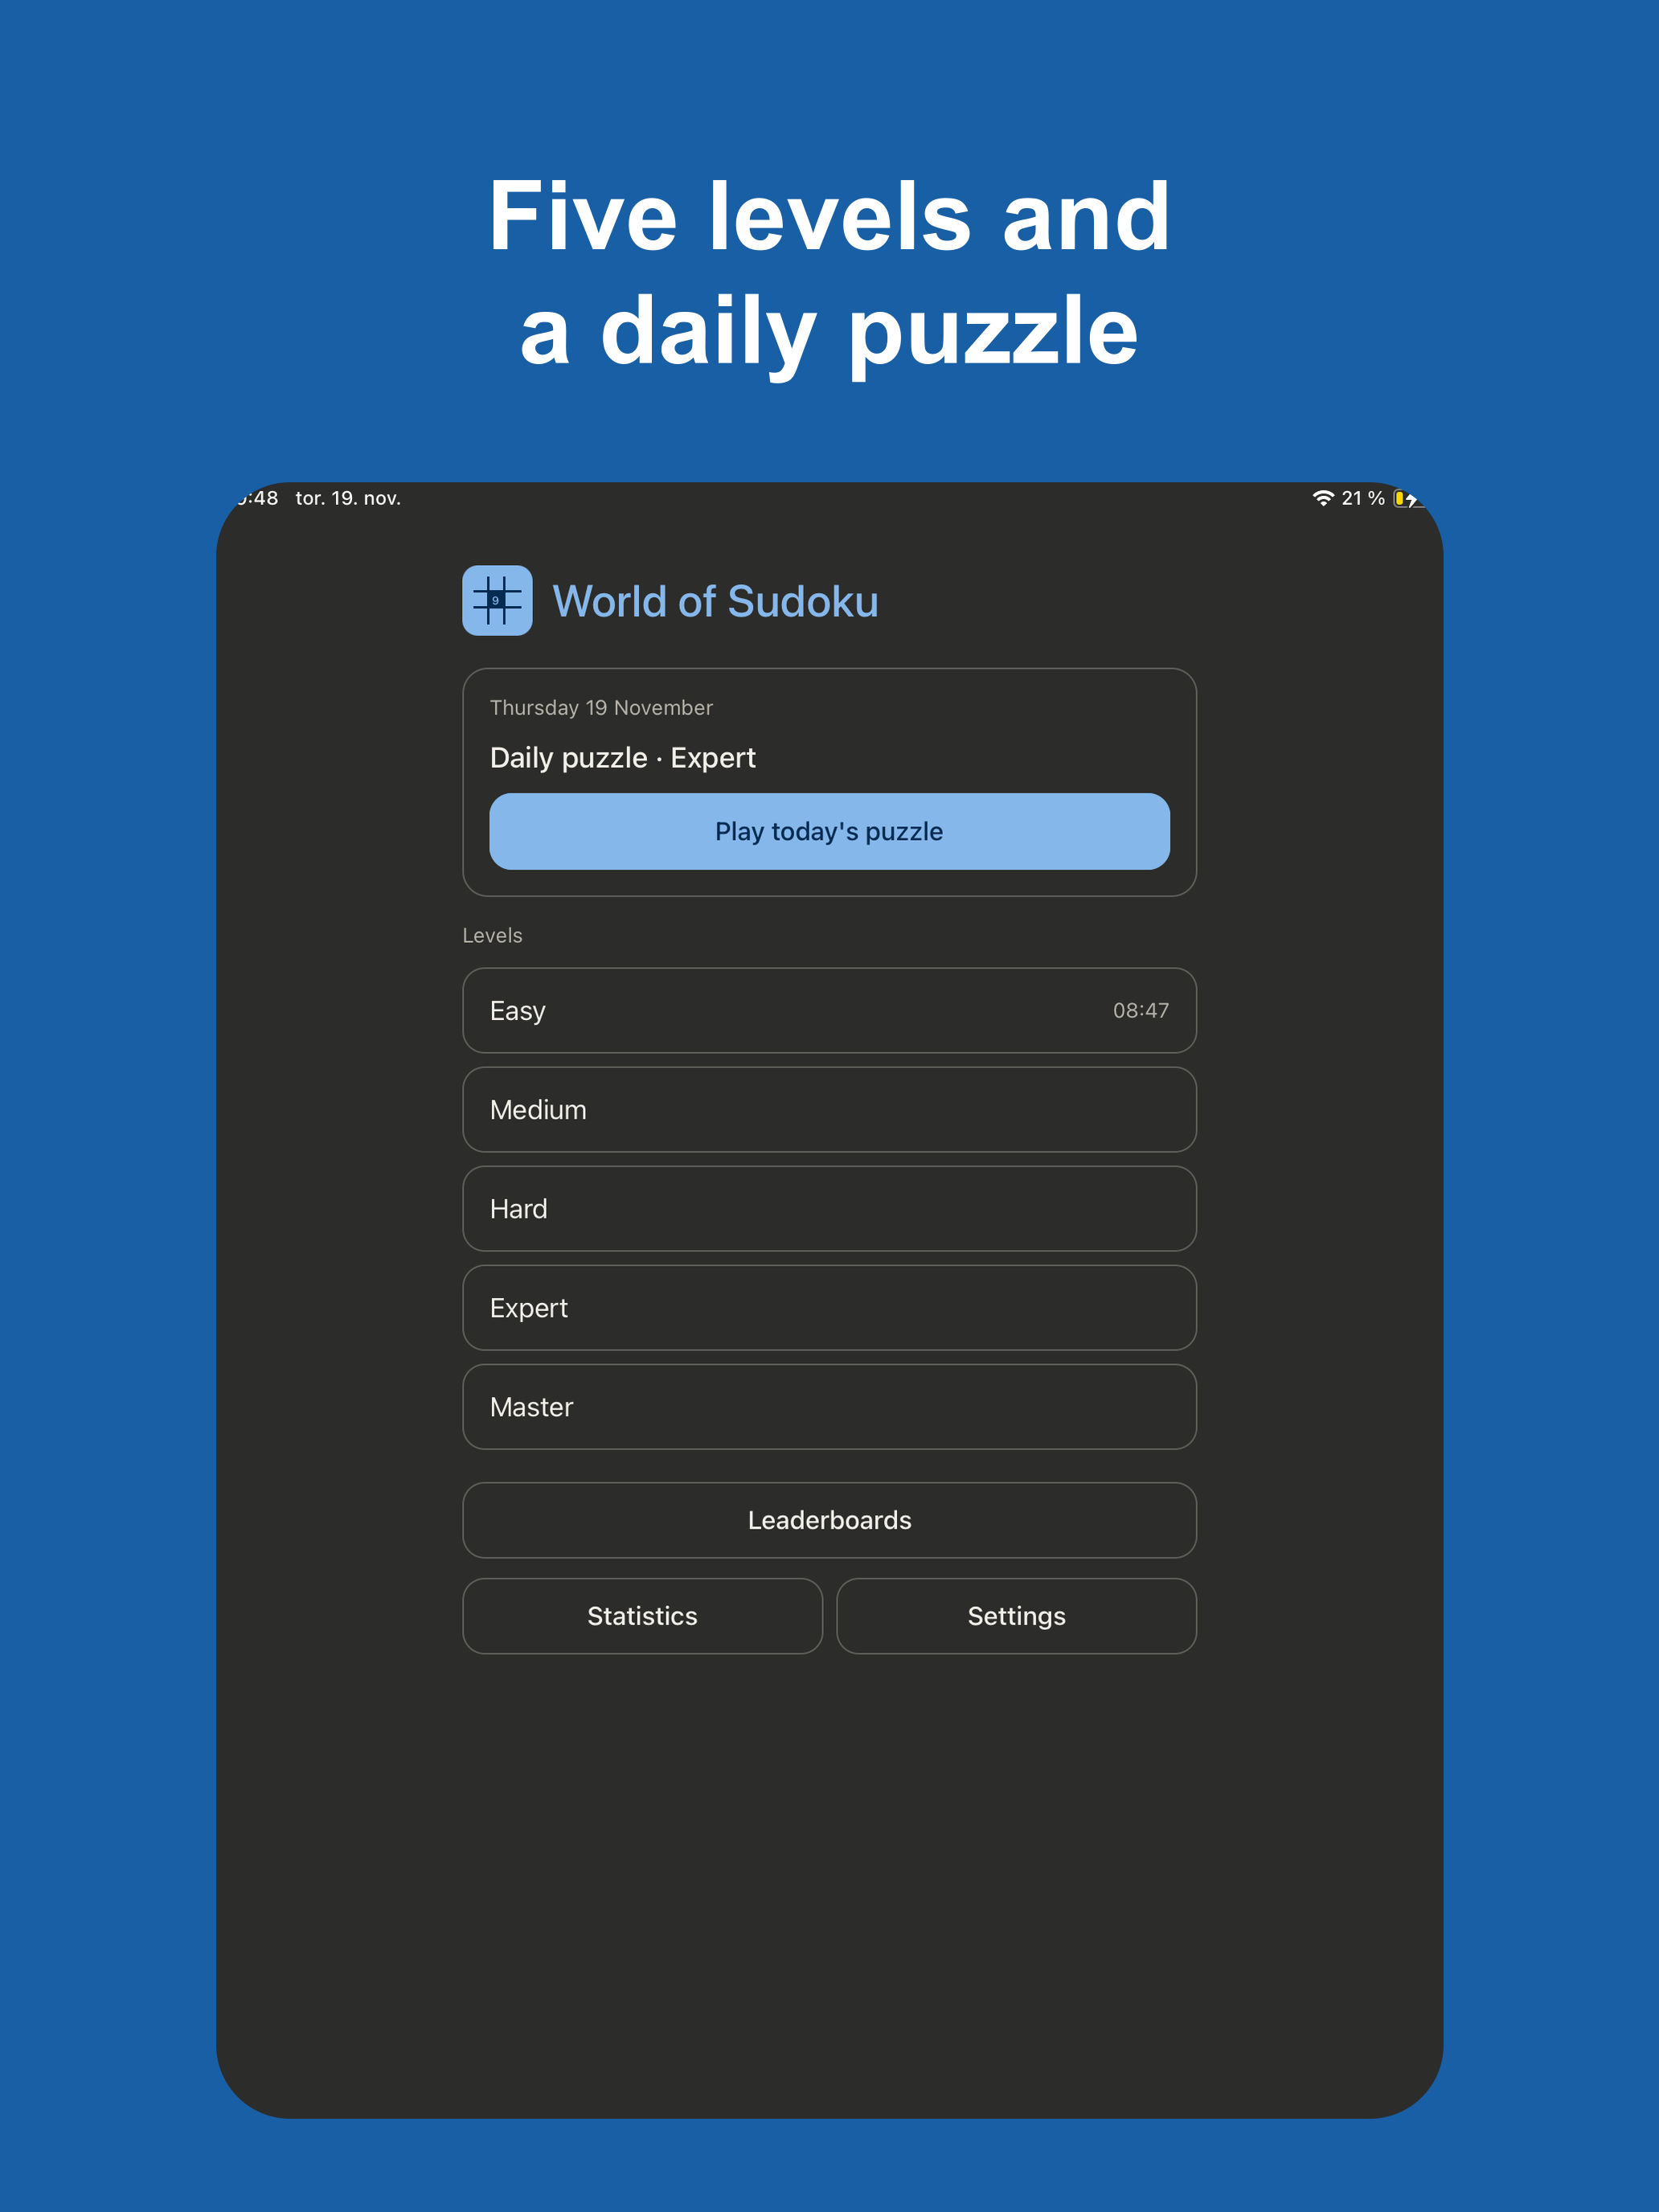 Five levels and
a daily puzzle
:48 tor. 19. nov. 21 %
9 World of Sudoku
Thursday 19 November
Daily puzzle · Expert
Play today's puzzle
Levels
Easy 08:47
Medium
Hard
Expert
Master
Leaderboards
Statistics Settings